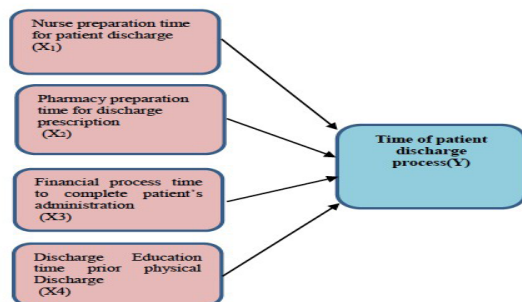 Nurse preparation time
for patient discharge
(X₁)
Pharmacy preparation
time for discharge
prescription
(X₂)
Financial process time
to complete patient's
administration
(X3)
Discharge Education
time prior physical
Discharge
(X4)
Time of patient
discharge
process(Y)